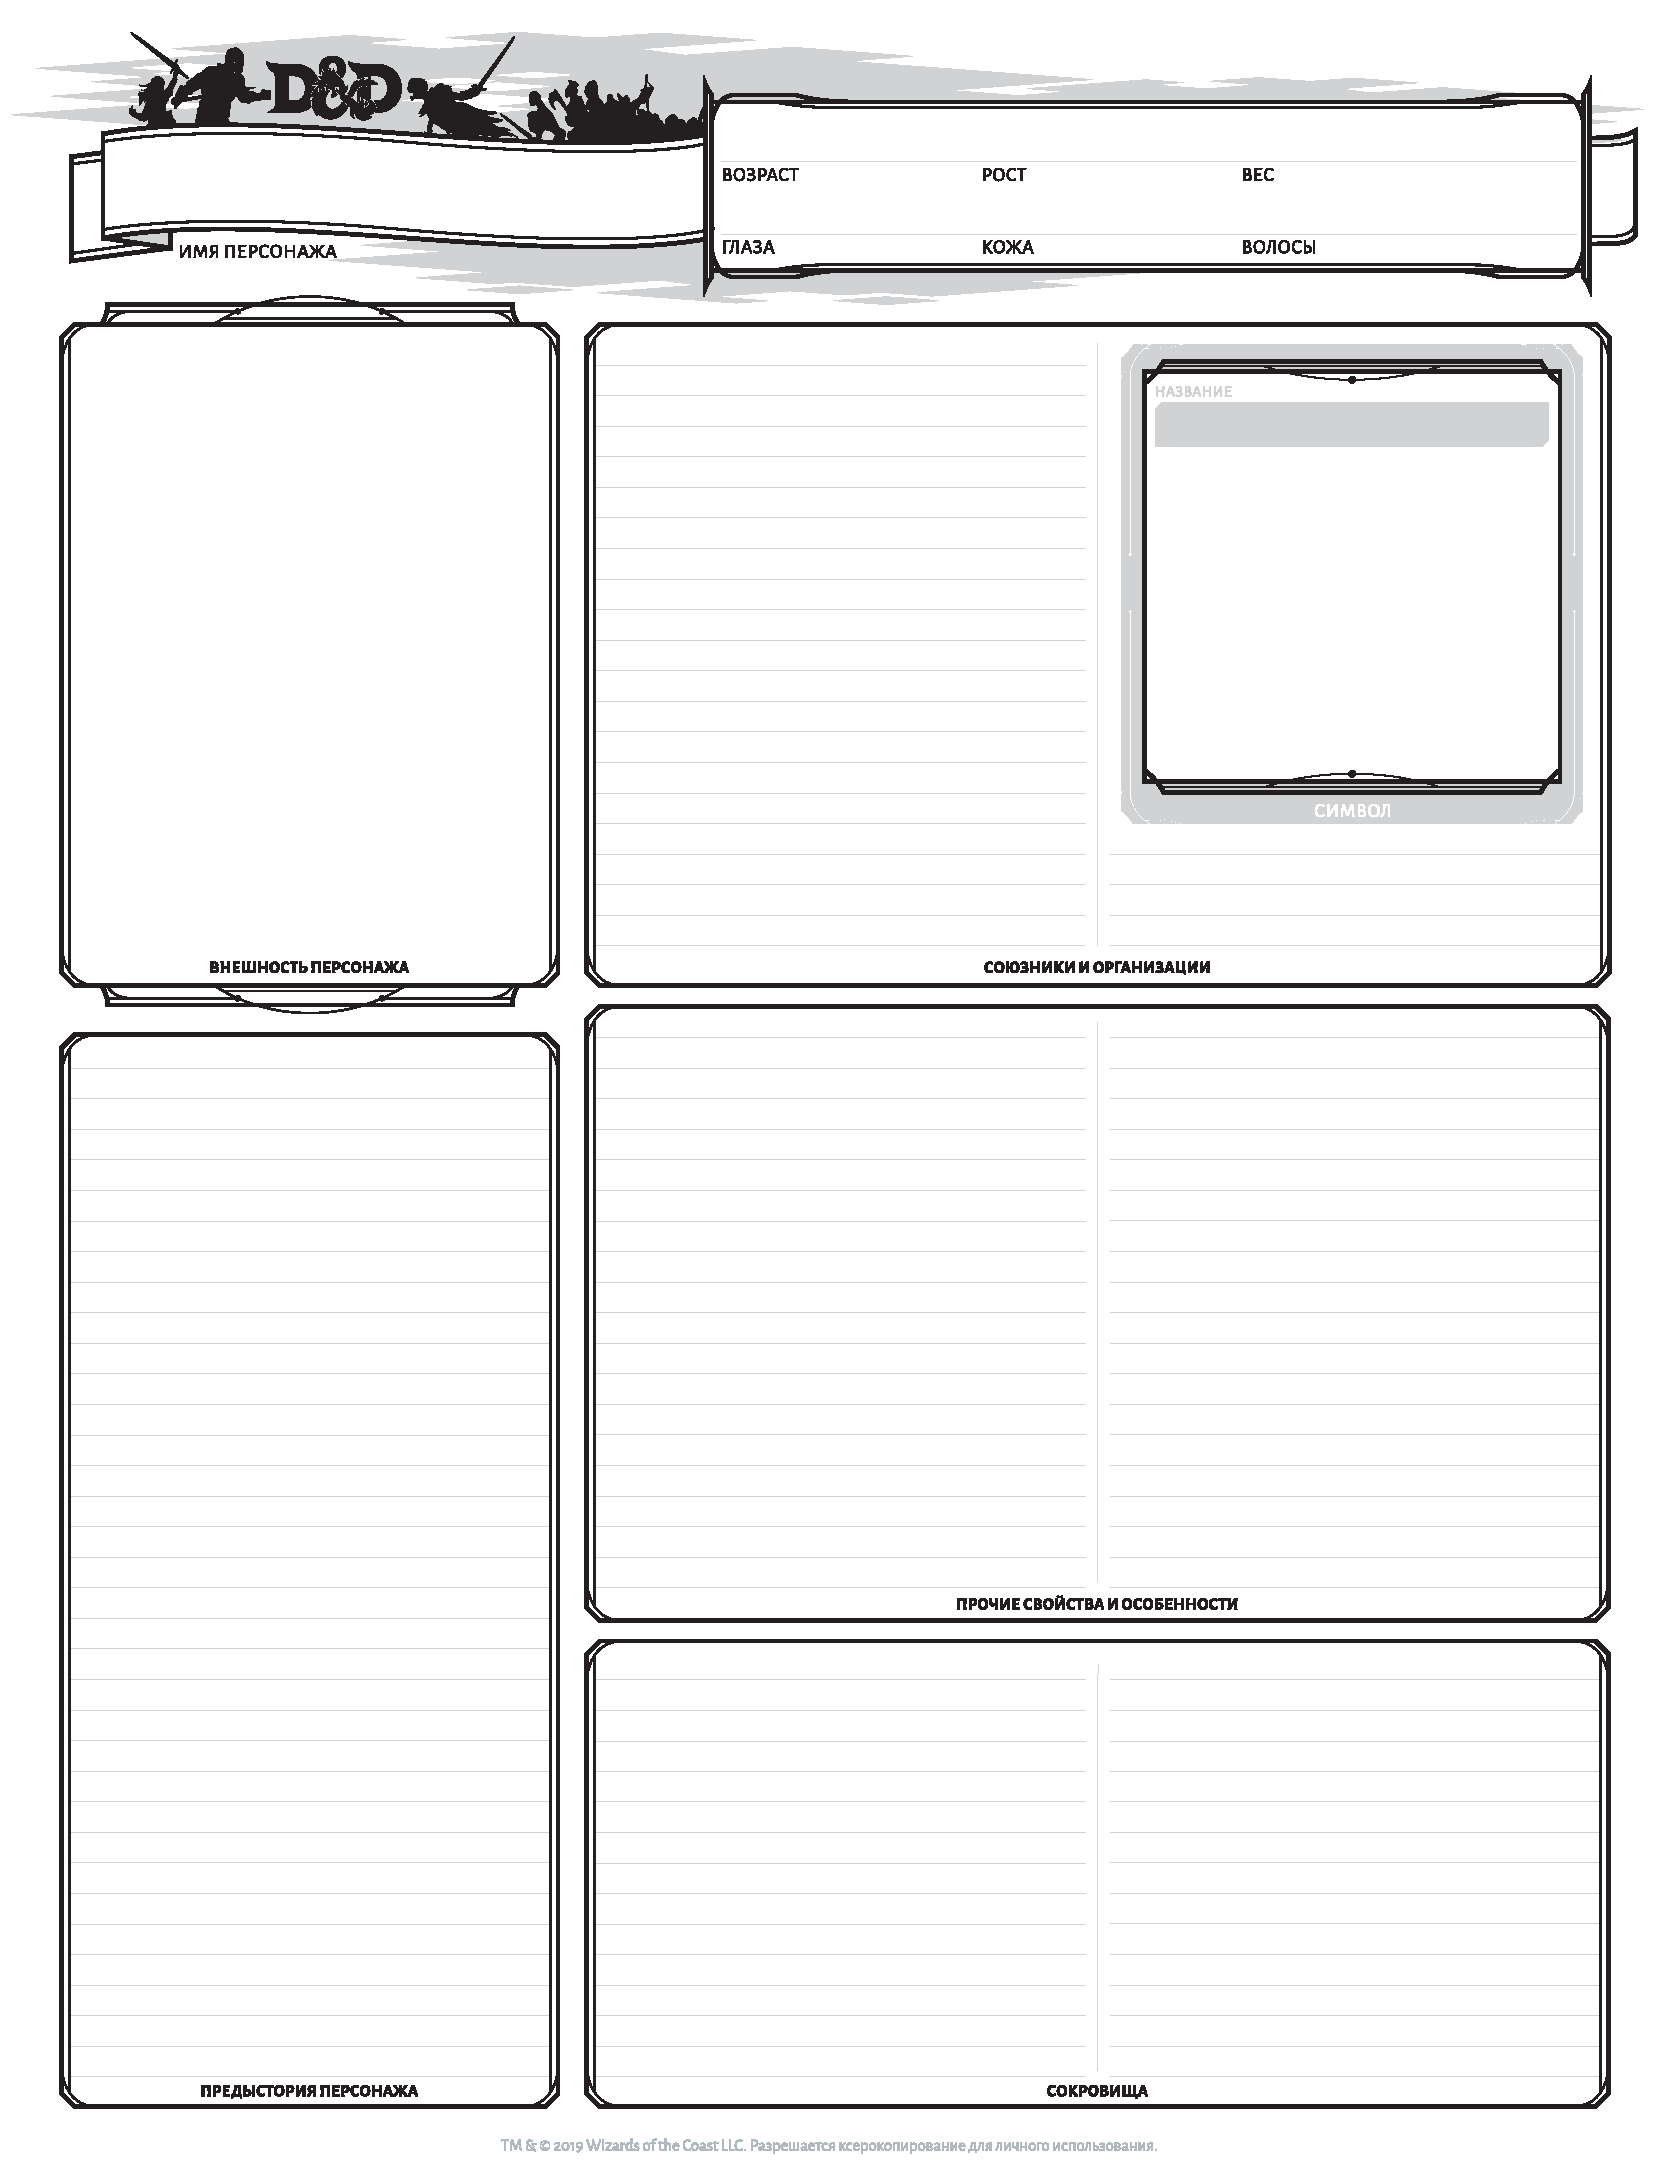 D&D
ВОЗРАСТ РОСТ ВЕС
ГЛАЗА КОЖА ВОЛОСЫ
ИМЯ ПЕРСОНАЖА
НАЗВАНИЕ
СИМВОЛ
ВНЕШНОСТЬ ПЕРСОНАЖА
СОЮЗНИКИ И ОРГАНИЗАЦИИ
ПРОЧИЕ СВОЙСТВА И ОСОБЕННОСТИ
ПРЕДЫСТОРИЯ ПЕРСОНАЖА
СОКРОВИЩА
TM & © 2019 Wizards of the Coast LLC. Разрешается ксерокопирование для личного использования.